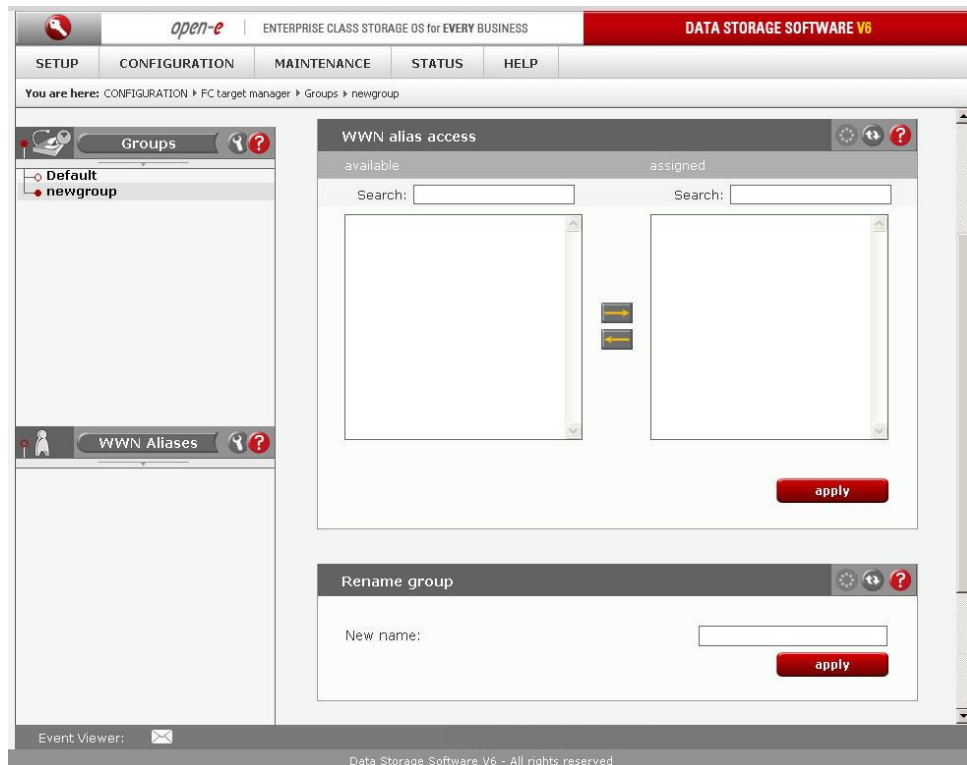 open-e ENTERPRISE CLASS STORAGE OS for EVERY BUSINESS DATA STORAGE SOFTWARE V6
SETUP CONFIGURATION MAINTENANCE STATUS HELP
You are here: CONFIGURATION FC target manager Groups newgroup
Groups ?
Default
newgroup
WWN Aliases ?
WWN alias access ?
available assigned
Search: Search:
apply
Rename group ?
New name:
apply
Event Viewer:
Data Storage Software V6 - All rights reserved